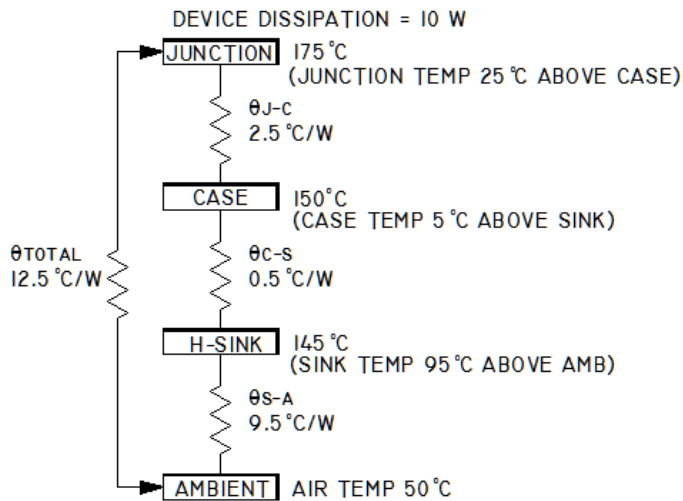 DEVICE DISSIPATION = 10 W
JUNCTION 175°C
(JUNCTION TEMP 25°C ABOVE CASE)
θJ-C
2.5°C/W
CASE 150°C
(CASE TEMP 5°C ABOVE SINK)
θTOTAL
12.5°C/W
θC-S
0.5°C/W
H-SINK 145°C
(SINK TEMP 95°C ABOVE AMB)
θS-A
9.5°C/W
AMBIENT AIR TEMP 50°C